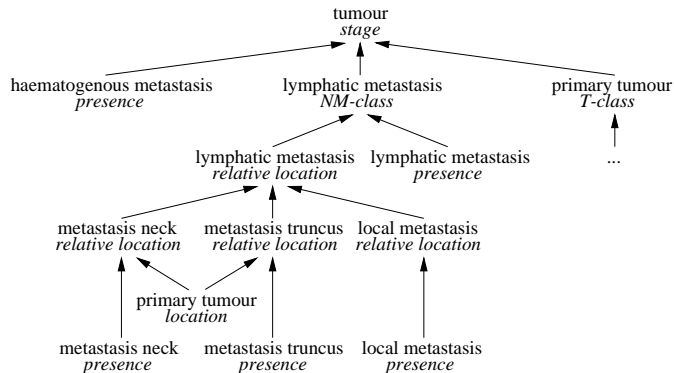 tumour
stage
haematogenous metastasis
presence
lymphatic metastasis
NM-class
primary tumour
T-class
lymphatic metastasis
relative location
lymphatic metastasis
presence
...
metastasis neck
relative location
metastasis truncus
relative location
local metastasis
relative location
primary tumour
location
metastasis neck
presence
metastasis truncus
presence
local metastasis
presence